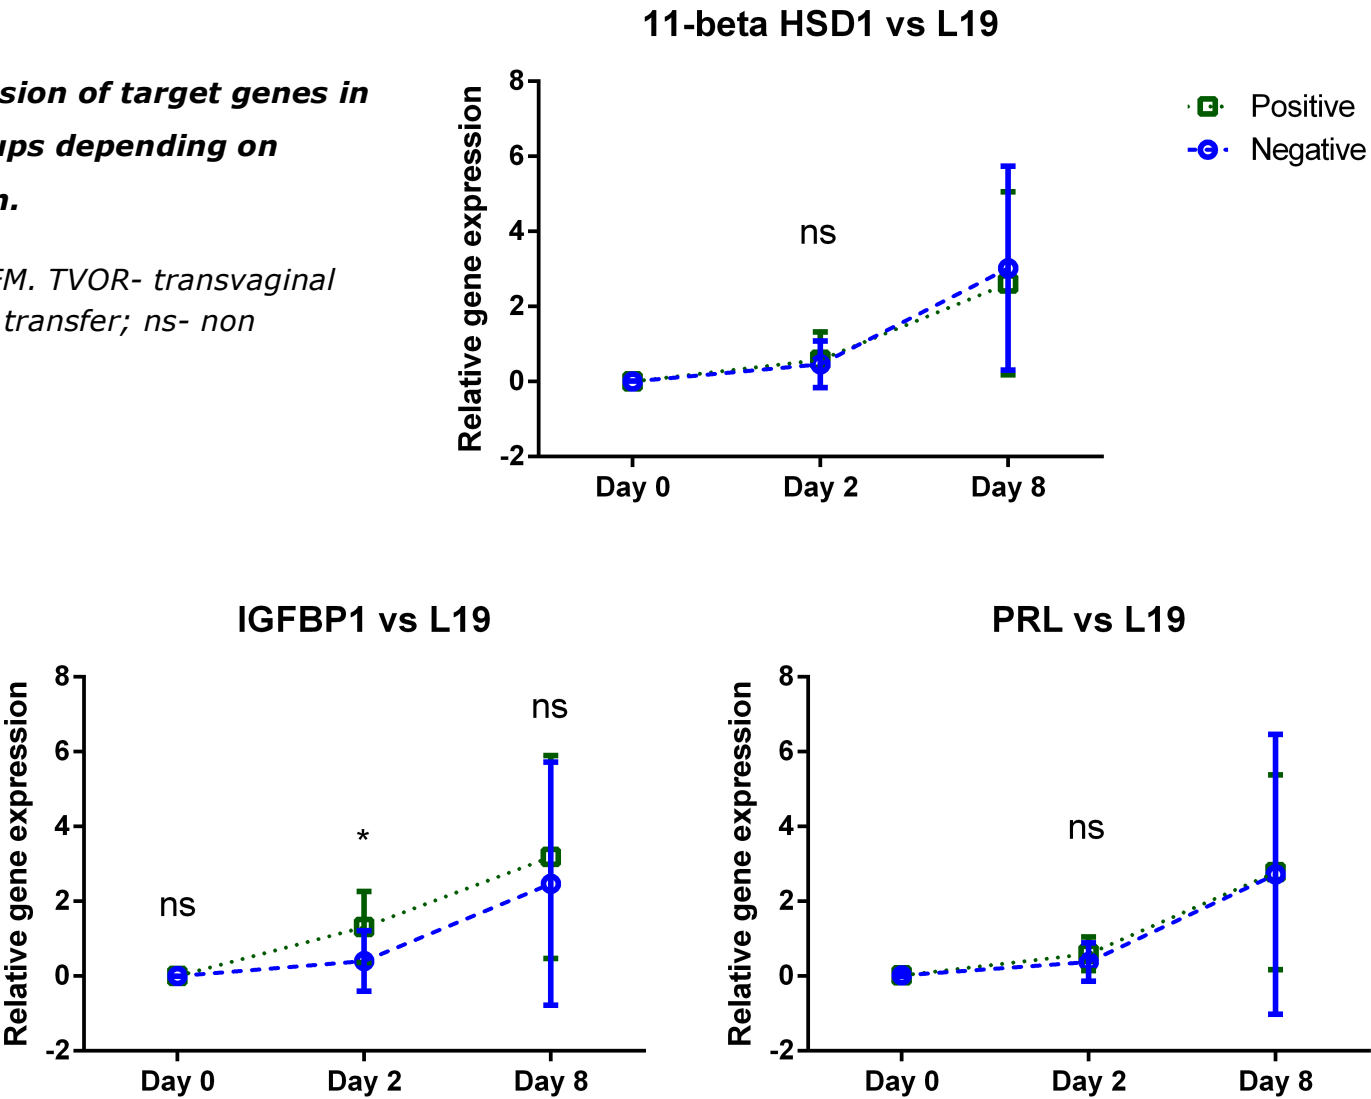 11-beta HSD1 vs L19
sion of target genes in
ups depending on
n.
FM. TVOR- transvaginal
transfer; ns- non
Relative gene expression
8
6
4
2
0
-2
ns
Day 0 Day 2 Day 8
Positive
Negative
IGFBP1 vs L19
Relative gene expression
8
6
4
2
0
-2
ns
*
ns
Day 0 Day 2 Day 8
PRL vs L19
Relative gene expression
8
6
4
2
0
-2
ns
Day 0 Day 2 Day 8